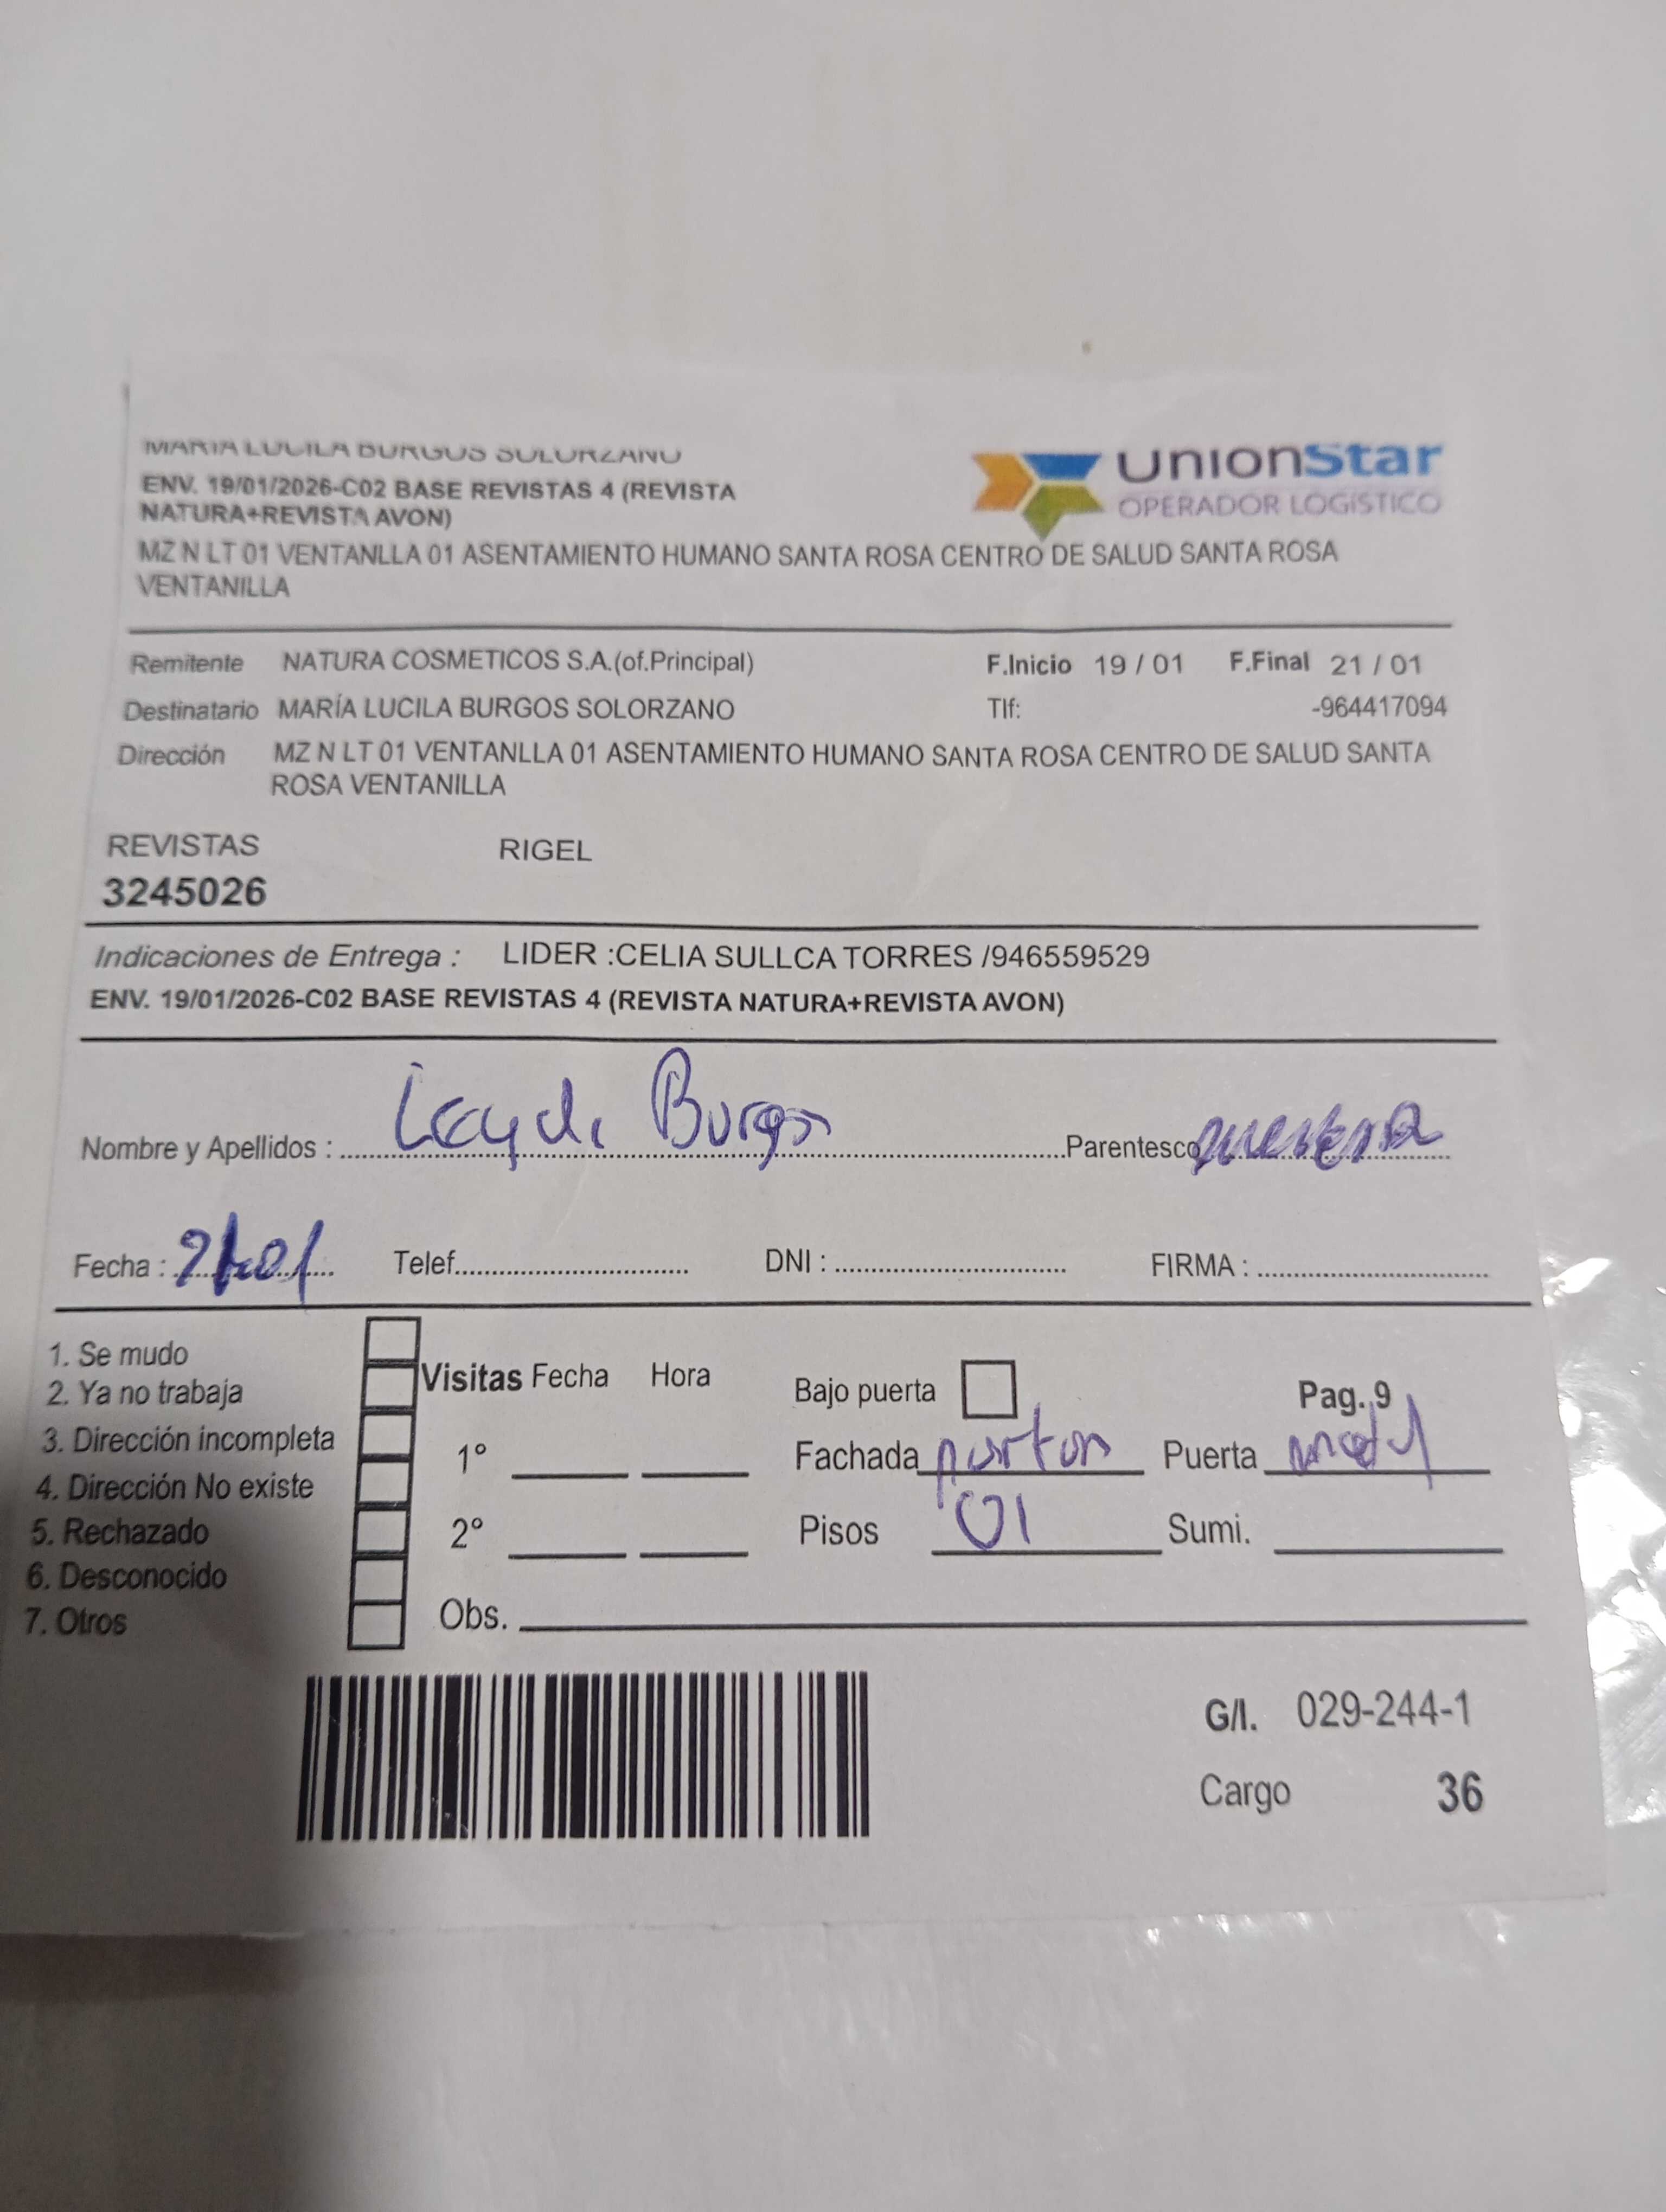 MARIA LUCILA BURGOS SOLORZANO
UnionStar
OPERADOR LOGÍSTICO
ENV. 19/01/2026-C02 BASE REVISTAS 4 (REVISTA
NATURA+REVISTA AVON)
MZ N LT 01 VENTANLLA 01 ASENTAMIENTO HUMANO SANTA ROSA CENTRO DE SALUD SANTA ROSA
VENTANILLA
Remitente NATURA COSMETICOS S.A.(of.Principal) F.Inicio 19 / 01 F.Final 21 / 01
Destinatario MARÍA LUCILA BURGOS SOLORZANO Tlf: -964417094
Dirección MZ N LT 01 VENTANLLA 01 ASENTAMIENTO HUMANO SANTA ROSA CENTRO DE SALUD SANTA
ROSA VENTANILLA
REVISTAS RIGEL
3245026
Indicaciones de Entrega : LIDER :CELIA SULLCA TORRES /946559529
ENV. 19/01/2026-C02 BASE REVISTAS 4 (REVISTA NATURA+REVISTA AVON)
Nombre y Apellidos : Burgos Parentesco
Fecha : Telef. DNI : FIRMA :
1. Se mudo
2. Ya no trabaja
3. Dirección incompleta
4. Dirección No existe
5. Rechazado
6. Desconocido
7. Otros
Visitas Fecha Hora
1°
2°
Obs.
Bajo puerta Pag. 9
Fachada porton Puerta metal
Pisos 01 Sumi.
G/I. 029-244-1
Cargo 36